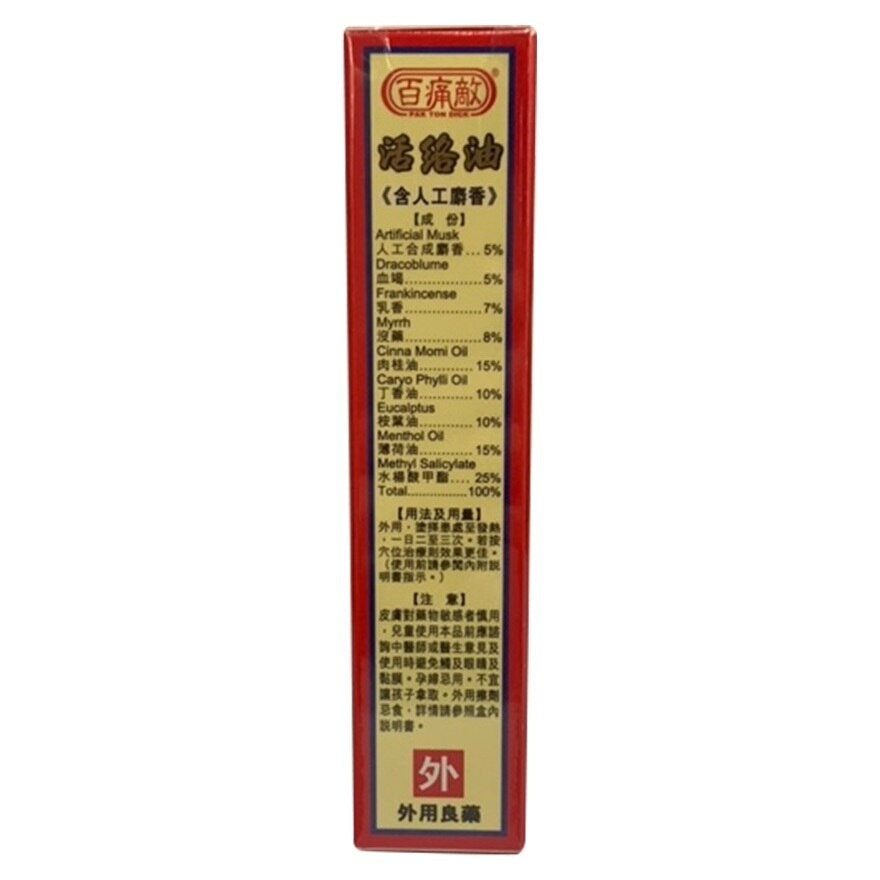 百痛敵®
PAK TON DICK
活络油
《含人工麝香》
【成 份】
Artificial Musk
人工合成麝香...5%
Dracoblume
血竭..................5%
Frankincense
乳香..................7%
Myrrh
沒藥..................8%
Cinna Momi Oil
肉桂油............15%
Caryo Phylli Oil
丁香油............10%
Eucalptus
桉葉油............10%
Menthol Oil
薄荷油............15%
Methyl Salicylate
水楊酸甲酯....25%
Total.................100%
【用法及用量】
外用，塗擦患處至發熱
，一日二至三次。若按
穴位治療則效果更佳。
（使用前請參閱內附説
明書指示。）
【注 意】
皮膚對藥物敏感者慎用
，兒童使用本品前應諮
詢中醫師或醫生意見及
使用時避免觸及眼睛及
黏膜。孕婦忌用。不宜
讓孩子拿取。外用擦劑
忌食，詳情請參照盒內
説明書。
外
外用良藥